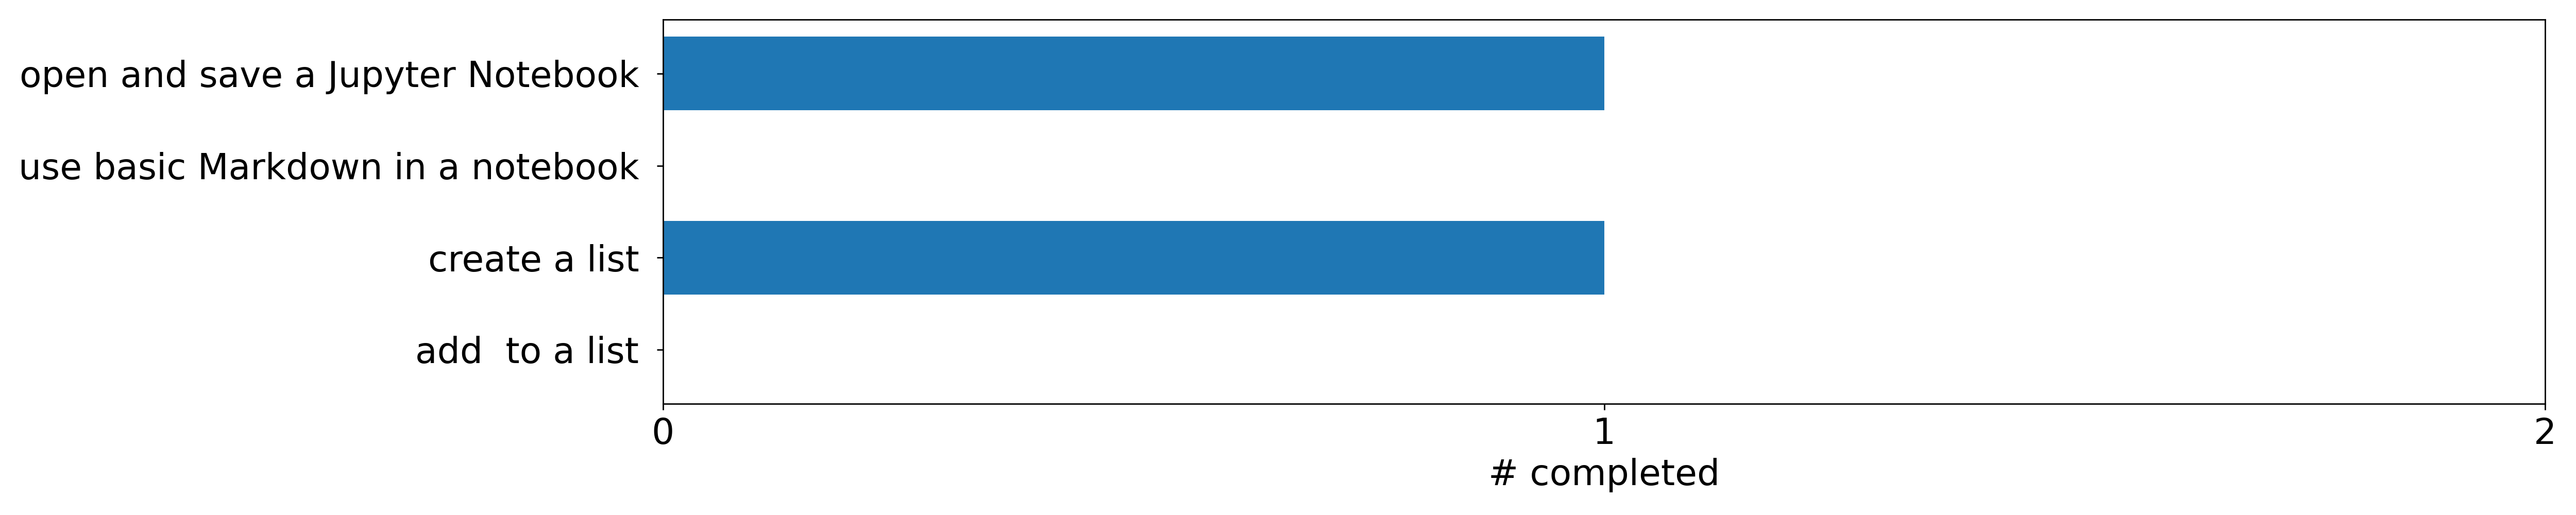 open and save a Jupyter Notebook
use basic Markdown in a notebook
create a list
add  to a list
0 1 2
# completed